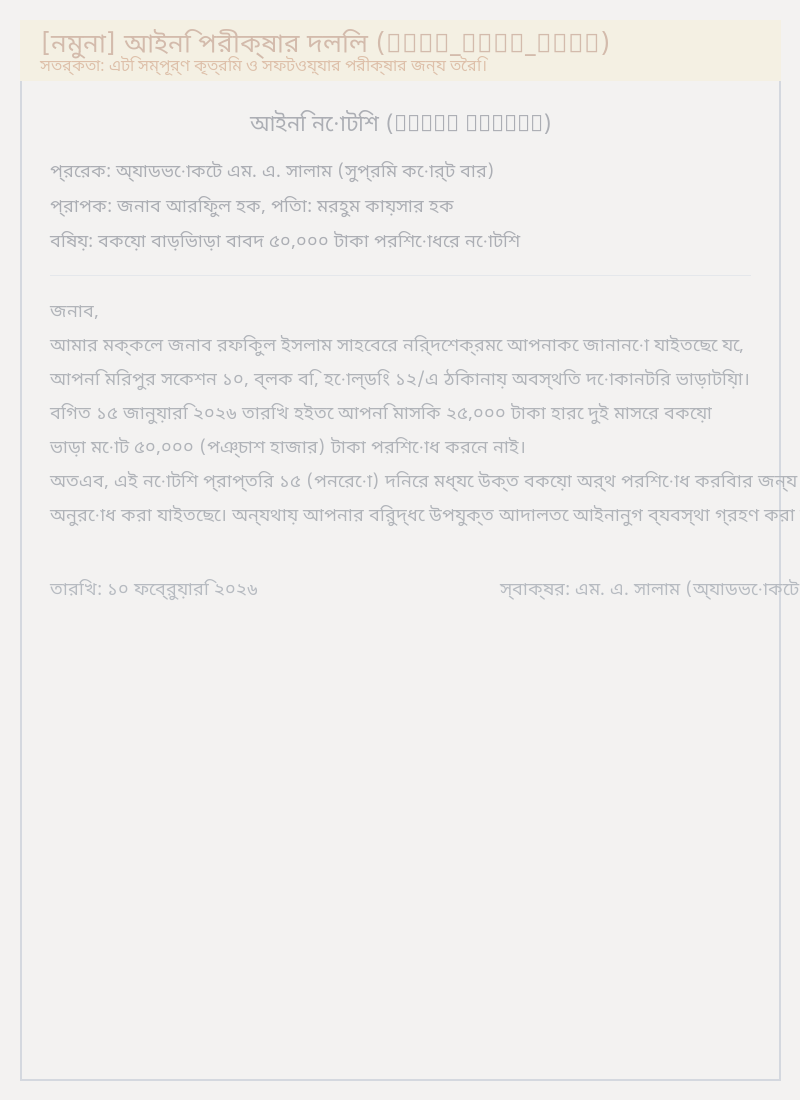 [নমুনা] আইনি পরীক্ষার দলিল (▯▯▯▯_▯▯▯▯_▯▯▯▯)
সতর্কতা: এটি সম্পূর্ণ কৃত্রিম ও সফটওয়্যার পরীক্ষার জন্য তৈরি।
আইনি নোটিশ (▯▯▯▯▯ ▯▯▯▯▯▯)
প্রেরক: অ্যাডভোকেট এম. এ. সালাম (সুপ্রিম কোর্ট বার)
প্রাপক: জনাব আরিফুল হক, পিতা: মরহুম কায়সার হক
বিষয়: বকেয়া বাড়িভাড়া বাবদ ৫০,০০০ টাকা পরিশোধের নোটিশ
জনাব,
আমার মক্কেল জনাব রফিকুল ইসলাম সাহেবের নির্দেশক্রমে আপনাকে জানানো যাইতেছে যে,
আপনি মিরপুর সেকশন ১০, ব্লক বি, হোল্ডিং ১২/এ ঠিকানায় অবস্থিত দোকানটির ভাড়াটিয়া।
বিগত ১৫ জানুয়ারি ২০২৬ তারিখ হইতে আপনি মাসিক ২৫,০০০ টাকা হারে দুই মাসের বকেয়া
ভাড়া মোট ৫০,০০০ (পঞ্চাশ হাজার) টাকা পরিশোধ করেন নাই।
অতএব, এই নোটিশ প্রাপ্তির ১৫ (পনেরো) দিনের মধ্যে উক্ত বকেয়া অর্থ পরিশোধ করিবার জন্য
অনুরোধ করা যাইতেছে। অন্যথায় আপনার বিরুদ্ধে উপযুক্ত আদালতে আইনানুগ ব্যবস্থা গ্রহণ করা
তারিখ: ১০ ফেব্রুয়ারি ২০২৬
স্বাক্ষর: এম. এ. সালাম (অ্যাডভোকেট